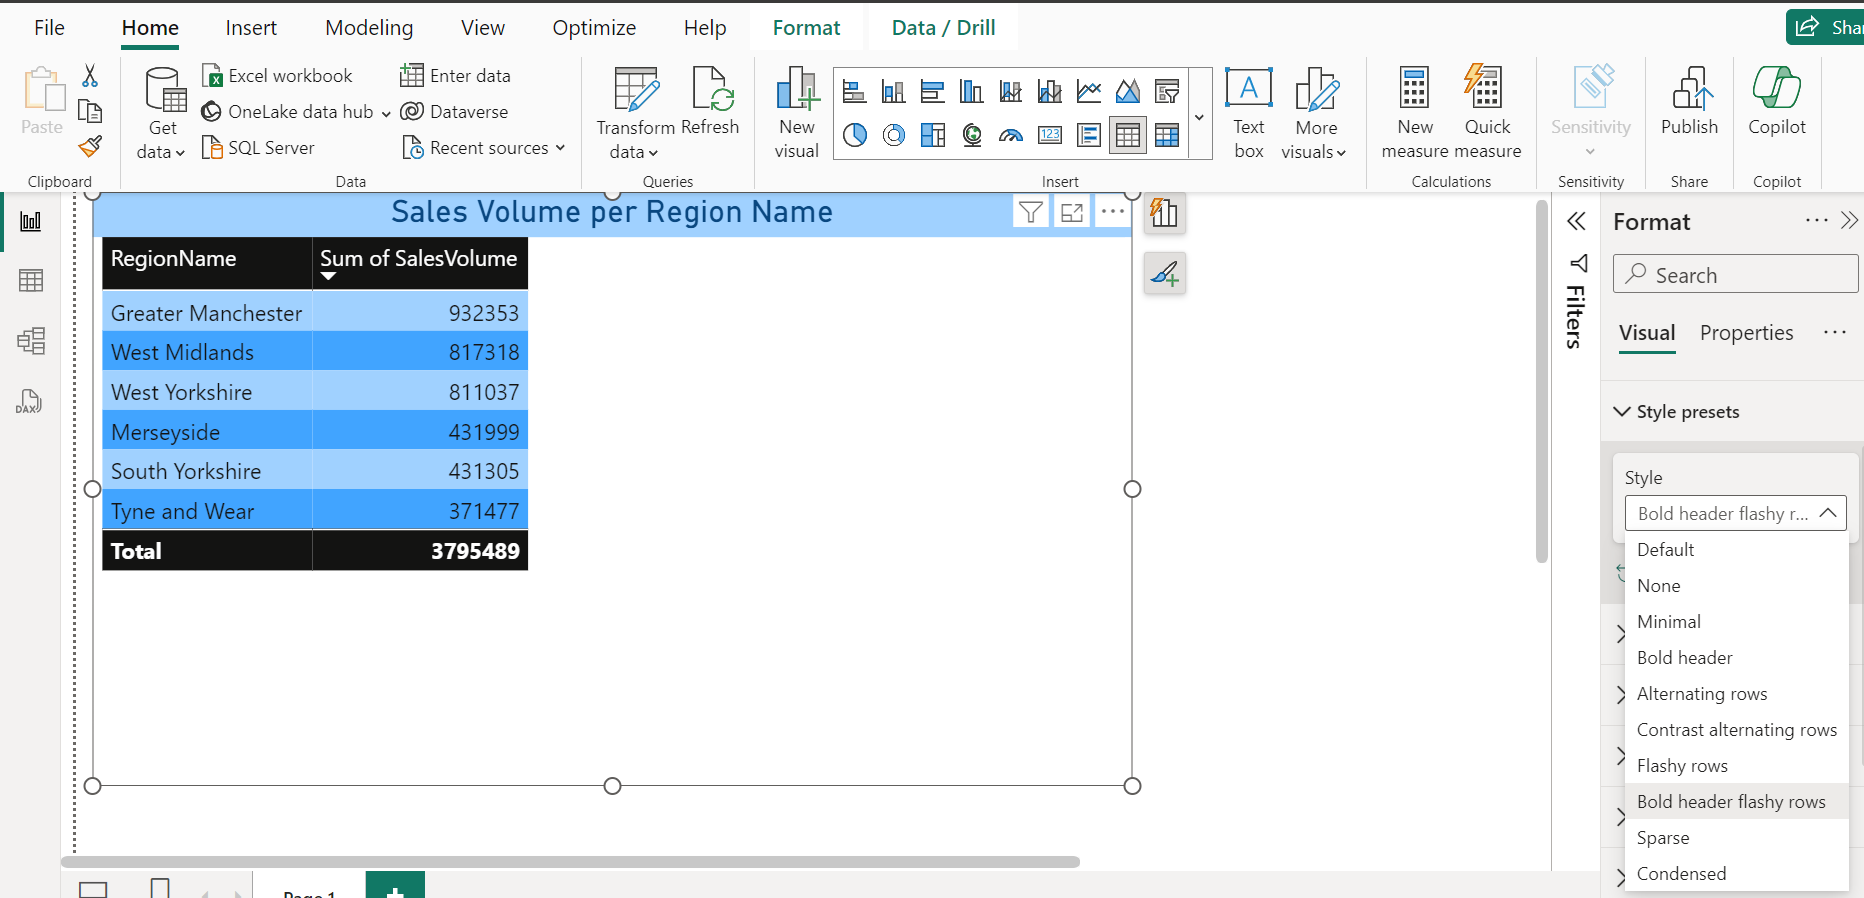 File Home Insert Modeling View Optimize Help Format Data / Drill
Paste
Clipboard
Get data
Excel workbook
OneLake data hub
SQL Server
Enter data
Dataverse
Recent sources
Data
Transform data
Refresh
Queries
New visual
123
A
Text box
More visuals
Insert
New measure
Quick measure
Calculations
Sensitivity
Sensitivity
Publish
Share
Copilot
Copilot
DAX
Sales Volume per Region Name
RegionName Sum of SalesVolume
Greater Manchester 932353
West Midlands 817318
West Yorkshire 811037
Merseyside 431999
South Yorkshire 431305
Tyne and Wear 371477
Total 3795489
Filters
Format
Search
Visual Properties
Style presets
Style
Bold header flashy r...
Default
None
Minimal
Bold header
Alternating rows
Contrast alternating rows
Flashy rows
Bold header flashy rows
Sparse
Condensed
Page 1